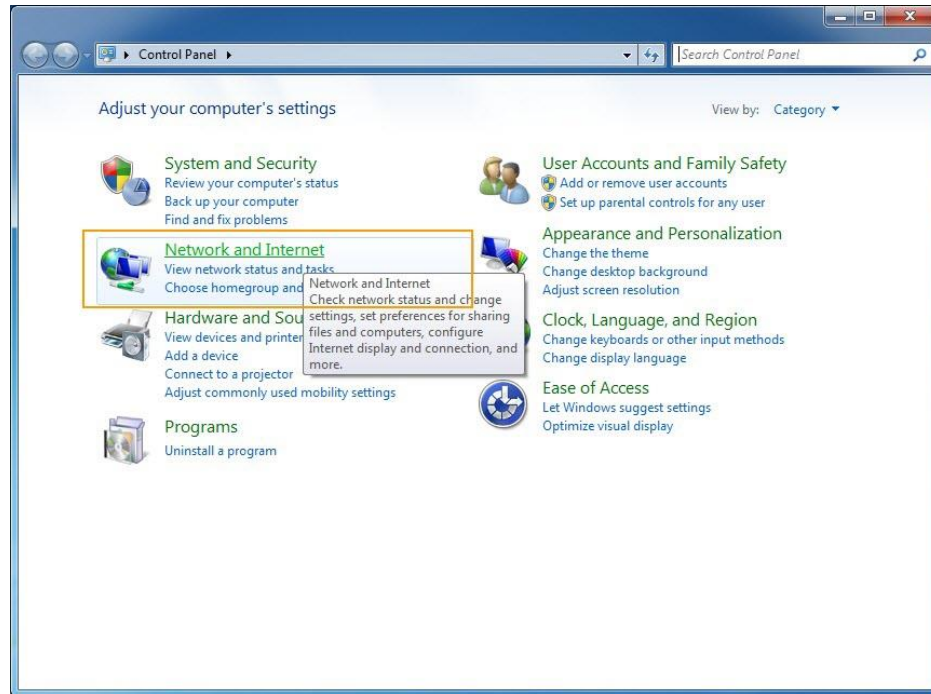 Control Panel
Search Control Panel
Adjust your computer's settings
View by: Category
System and Security
Review your computer's status
Back up your computer
Find and fix problems
Network and Internet
View network status and tasks
Choose homegroup and
Network and Internet
Check network status and change
settings, set preferences for sharing
files and computers, configure
Internet display and connection, and
more.
Hardware and Sou
View devices and printer
Add a device
Connect to a projector
Adjust commonly used mobility settings
Programs
Uninstall a program
User Accounts and Family Safety
Add or remove user accounts
Set up parental controls for any user
Appearance and Personalization
Change the theme
Change desktop background
Adjust screen resolution
Clock, Language, and Region
Change keyboards or other input methods
Change display language
Ease of Access
Let Windows suggest settings
Optimize visual display